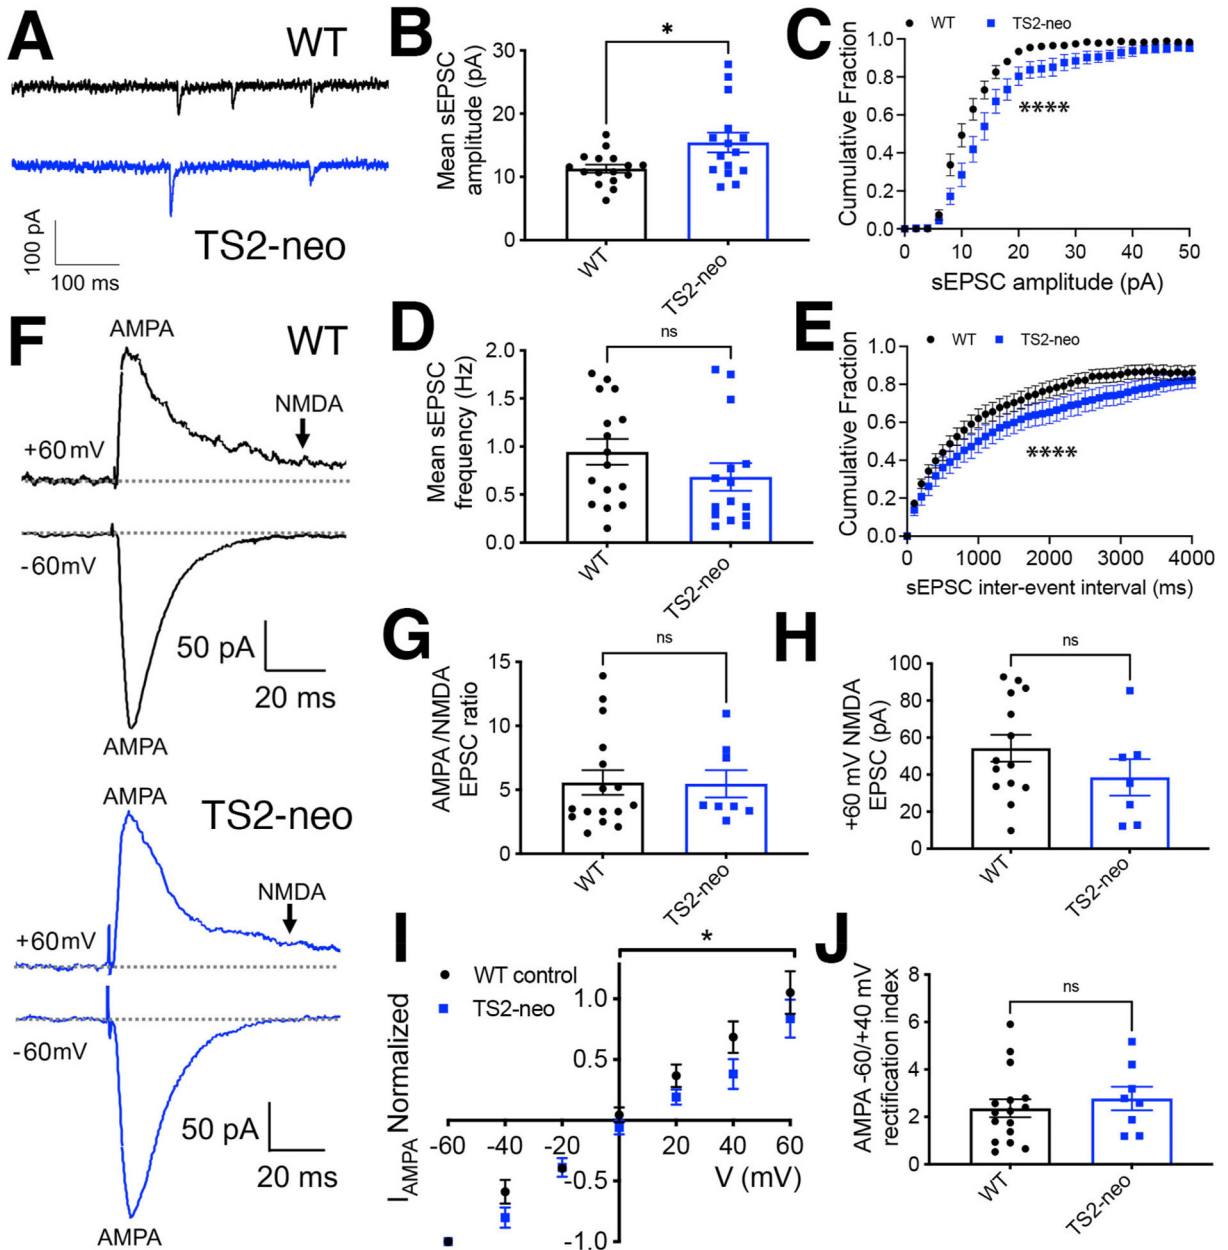 A
WT
TS2-neo
100 pA
100 ms
B
*
Mean sEPSC
amplitude (pA)
30
20
10
0
WT
TS2-neo
C
WT
TS2-neo
Cumulative Fraction
1.0
0.8
0.6
0.4
0.2
0.0
****
0
10
20
30
40
50
sEPSC amplitude (pA)
D
ns
Mean sEPSC
frequency (Hz)
2.0
1.5
1.0
0.5
0.0
WT
TS2-neo
E
WT
TS2-neo
Cumulative Fraction
1.0
0.8
0.6
0.4
0.2
0.0
****
0
1000
2000
3000
4000
sEPSC inter-event interval (ms)
F
AMPA
WT
NMDA
+60mV
-60mV
50 pA
20 ms
AMPA
AMPA
TS2-neo
NMDA
+60mV
-60mV
50 pA
20 ms
AMPA
G
ns
AMPA /NMDA
EPSC ratio
15
10
5
0
WT
TS2-neo
H
ns
+60 mV NMDA
EPSC (pA)
100
80
60
40
20
0
WT
TS2-neo
I
*
WT control
TS2-neo
IAMPA Normalized
1.0
0.5
-0.5
-1.0
-60
-40
-20
0
20
40
60
V (mV)
J
ns
AMPA -60/+40 mV
rectification index
8
6
4
2
0
WT
TS2-neo